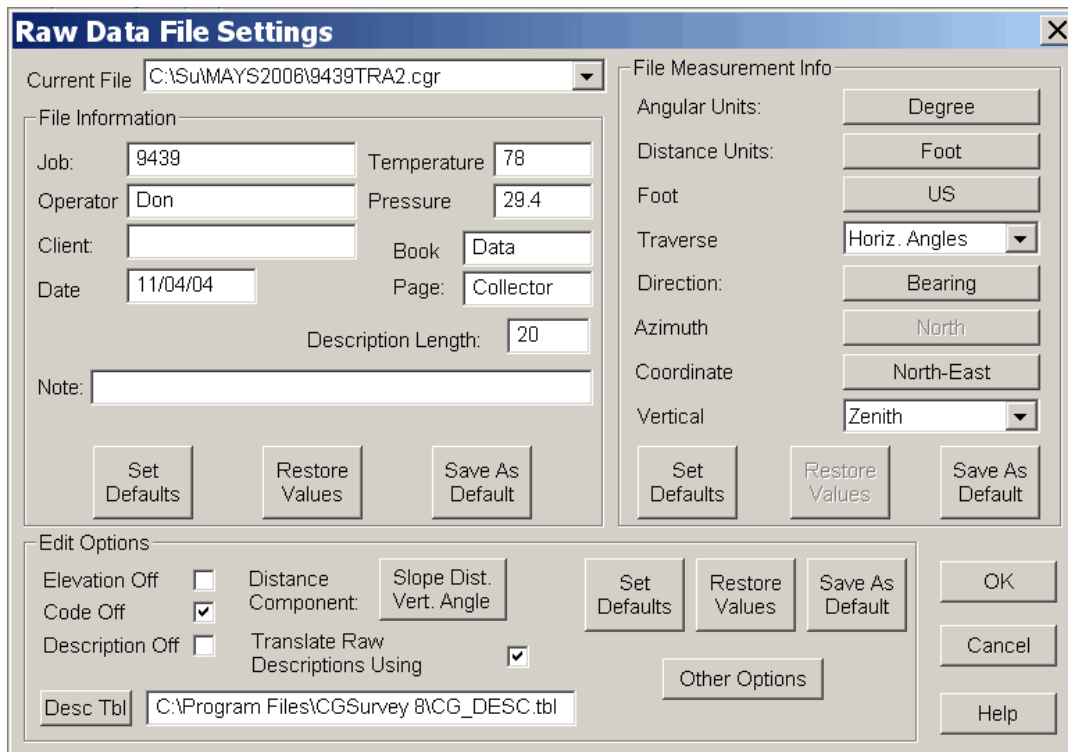 Raw Data File Settings
Current File C:\Su\MAYS2006\9439TRA2.cgr
File Information
Job: 9439 Temperature 78
Operator Don Pressure 29.4
Client: Book Data
Date 11/04/04 Page: Collector
Description Length: 20
Note:
Set Defaults Restore Values Save As Default
File Measurement Info
Angular Units: Degree
Distance Units: Foot
Foot US
Traverse Horiz. Angles
Direction: Bearing
Azimuth North
Coordinate North-East
Vertical Zenith
Set Defaults Restore Values Save As Default
Edit Options
Elevation Off
Code Off
Description Off
Distance Component: Slope Dist. Vert. Angle
Translate Raw Descriptions Using
Desc Tbl C:\Program Files\CGSurvey 8\CG_DESC.tbl
Set Defaults Restore Values Save As Default
Other Options
OK
Cancel
Help